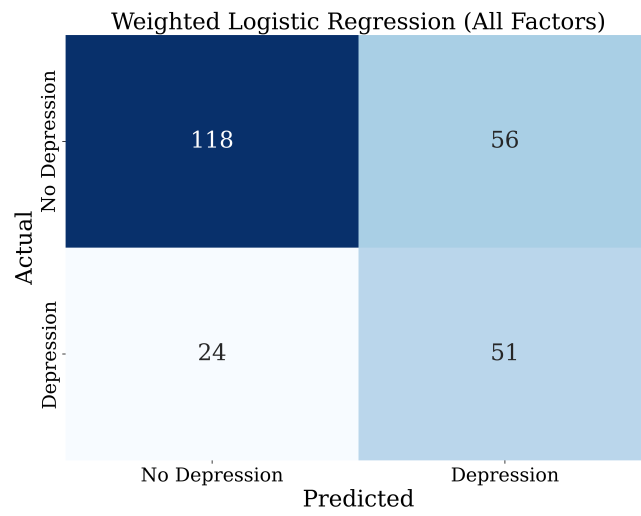 Weighted Logistic Regression (All Factors)
Actual
No Depression
118
56
Depression
24
51
No Depression
Depression
Predicted